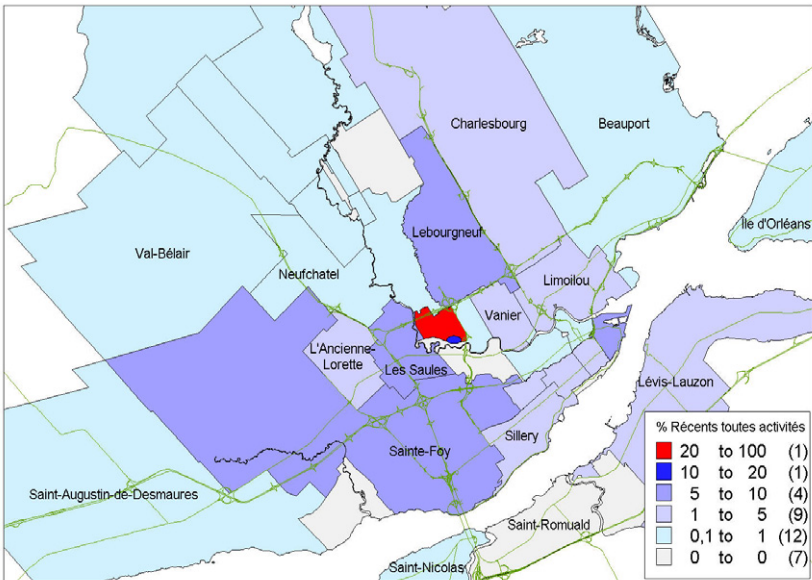 Charlesbourg
Beauport
Île d'Orléans
Lebourgneuf
Val-Bélair
Neufchatel
Limoilou
Vanier
L'Ancienne-
Lorette
Les Saules
Lévis-Lauzon
Sillery
Sainte-Foy
Saint-Augustin-de-Desmaures
Saint-Romuald
Saint-Nicolas
% Récents toutes activités
20 to 100 (1)
10 to 20 (1)
5 to 10 (4)
1 to 5 (9)
0,1 to 1 (12)
0 to 0 (7)